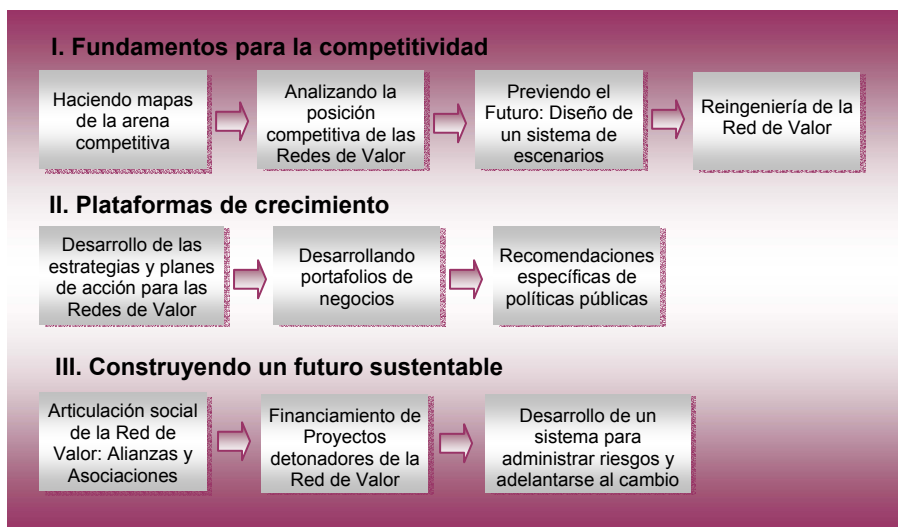 I. Fundamentos para la competitividad
Haciendo mapas
de la arena
competitiva
Analizando la
posición
competitiva de las
Redes de Valor
Previendo el
Futuro: Diseño de
un sistema de
escenarios
Reingeniería de la
Red de Valor
II. Plataformas de crecimiento
Desarrollo de las
estrategias y planes
de acción para las
Redes de Valor
Desarrollando
portafolios de
negocios
Recomendaciones
específicas de
políticas públicas
III. Construyendo un futuro sustentable
Articulación social
de la Red de
Valor: Alianzas y
Asociaciones
Financiamiento de
Proyectos
detonadores de la
Red de Valor
Desarrollo de un
sistema para
administrar riesgos y
adelantarse al cambio